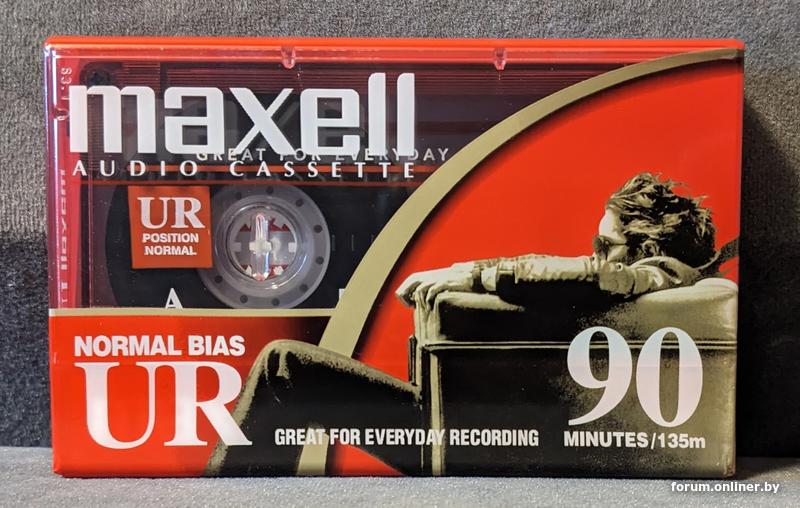 maxell
GREAT FOR EVERYDAY
AUDIO CASSETTE
UR
POSITION
NORMAL
A
NORMAL BIAS
UR
GREAT FOR EVERYDAY RECORDING
90
MINUTES/135m
forum.onliner.by